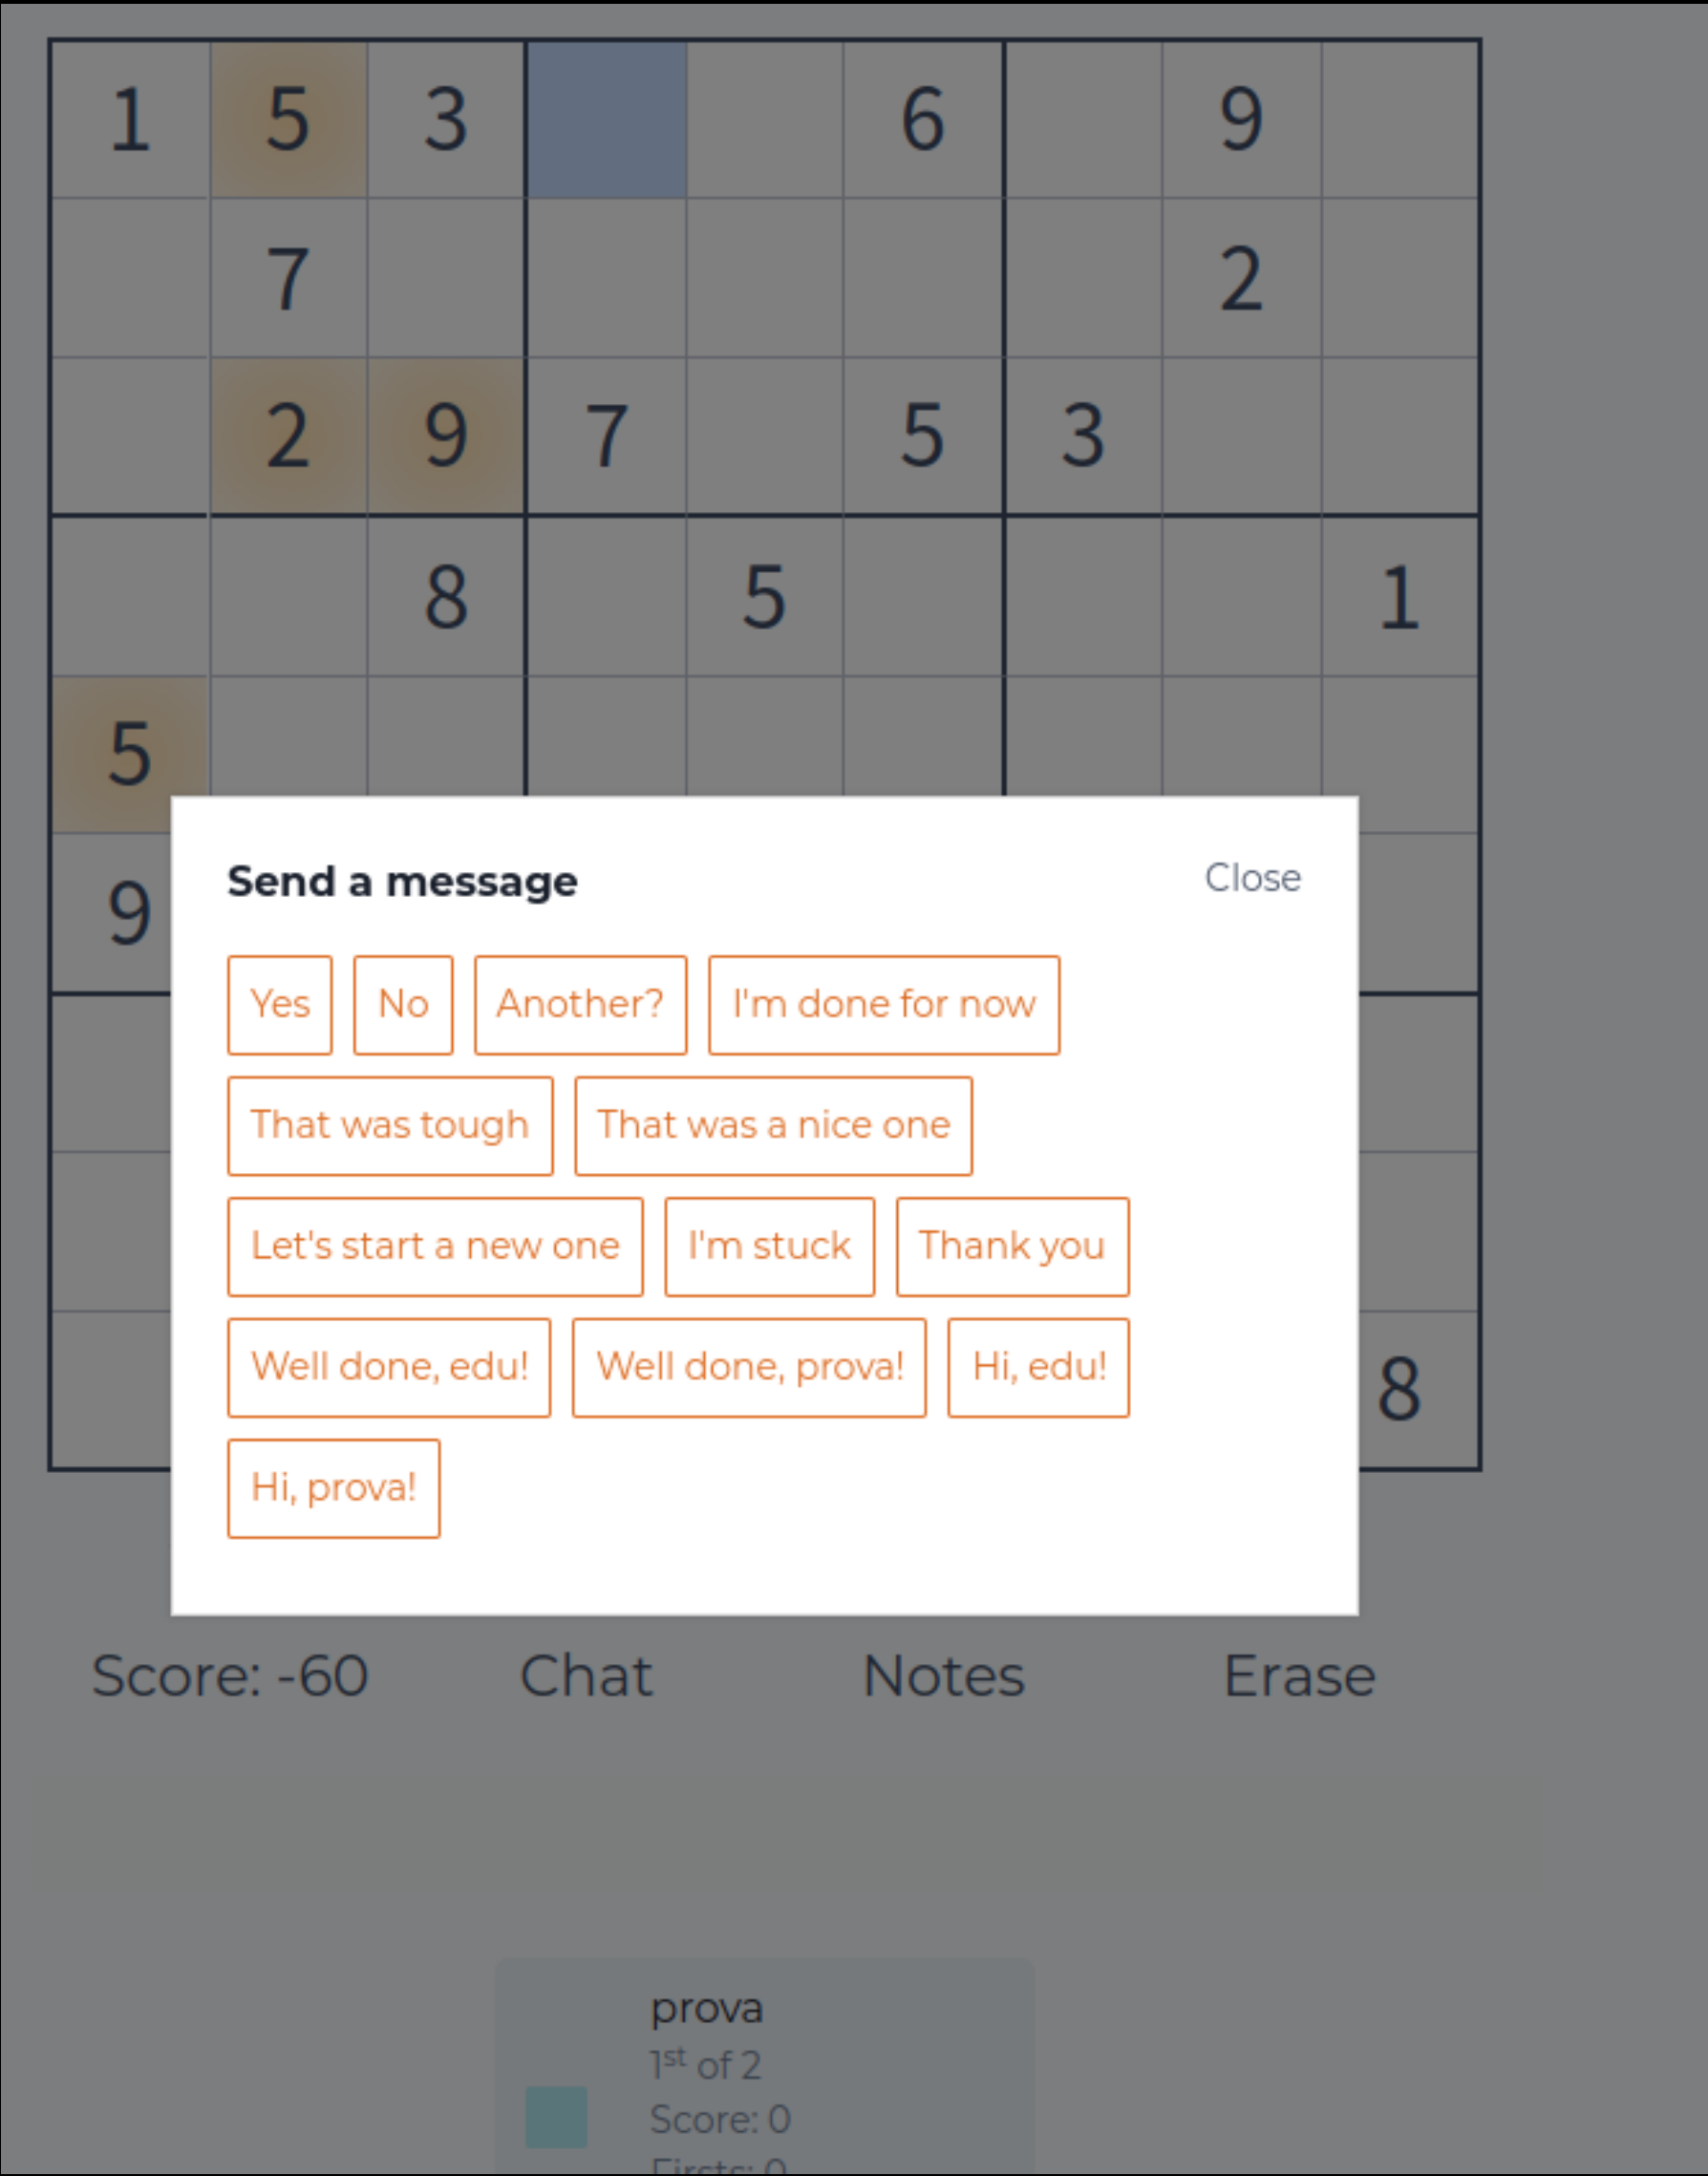 1 5 3 6 9
7 2
2 9 7 5 3
8 5 1
5
9
Send a message Close
Yes No Another? I'm done for now
That was tough That was a nice one
Let's start a new one I'm stuck Thank you
Well done, edu! Well done, prova! Hi, edu!
8
Hi, prova!
Score: -60 Chat Notes Erase
prova
1st of 2
Score: 0
Firsts: 0